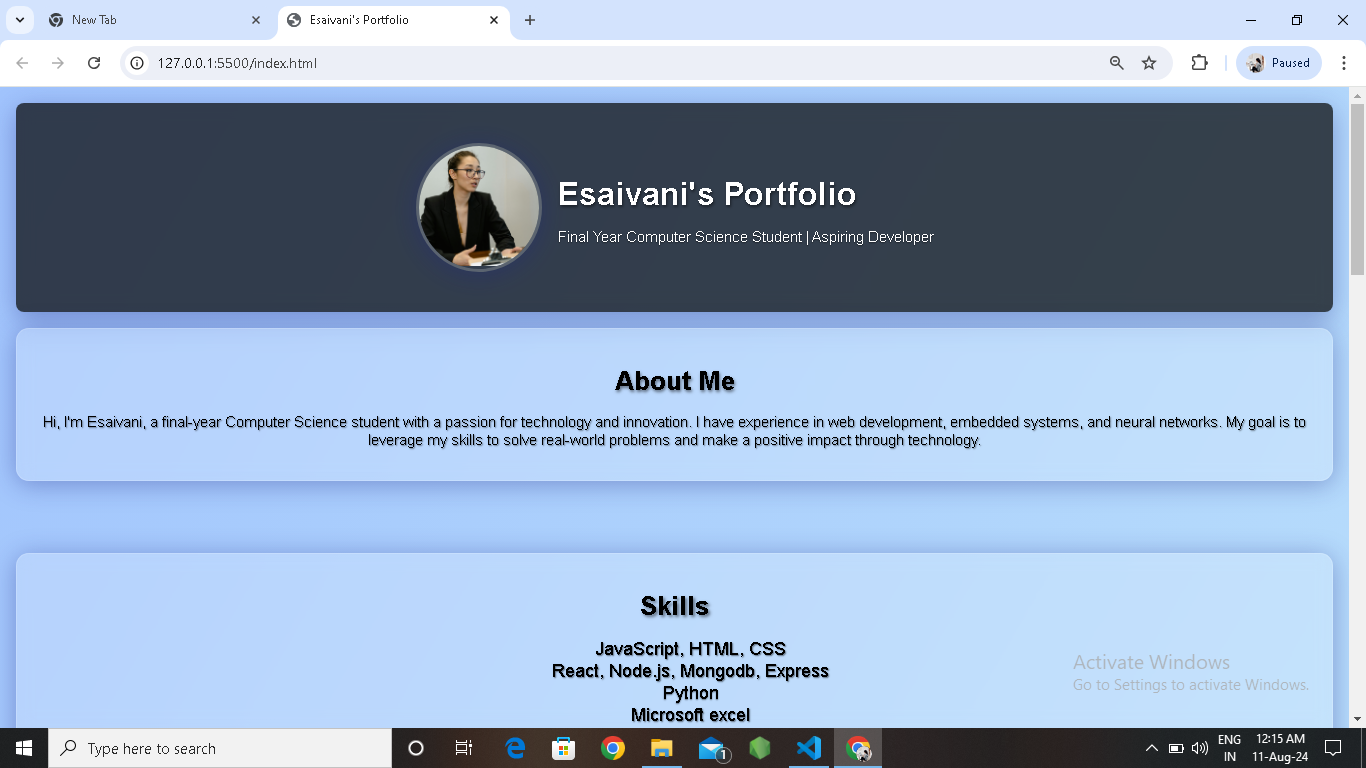 New Tab
Esaivani's Portfolio
127.0.0.1:5500/index.html
Paused
Esaivani's Portfolio
Final Year Computer Science Student | Aspiring Developer
About Me
Hi, I'm Esaivani, a final-year Computer Science student with a passion for technology and innovation. I have experience in web development, embedded systems, and neural networks. My goal is to
leverage my skills to solve real-world problems and make a positive impact through technology.
Skills
JavaScript, HTML, CSS
React, Node.js, Mongodb, Express
Python
Microsoft excel
Activate Windows
Go to Settings to activate Windows.
Type here to search
1
ENG
IN
12:15 AM
11-Aug-24